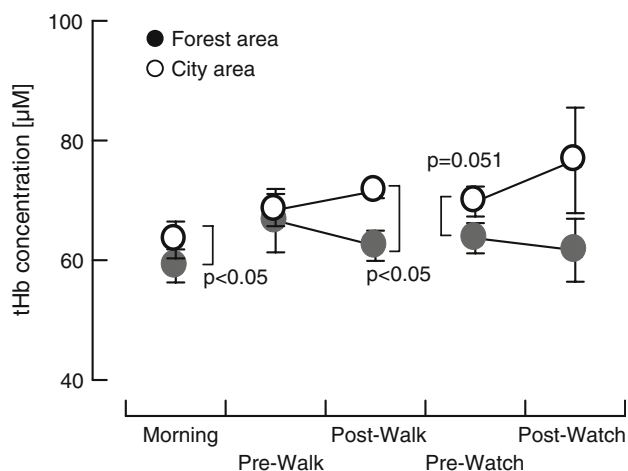 100
80
60
40
tHb concentration [µM]
Forest area
City area
p<0.05
p<0.05
p=0.051
Morning
Pre-Walk
Post-Walk
Pre-Watch
Post-Watch